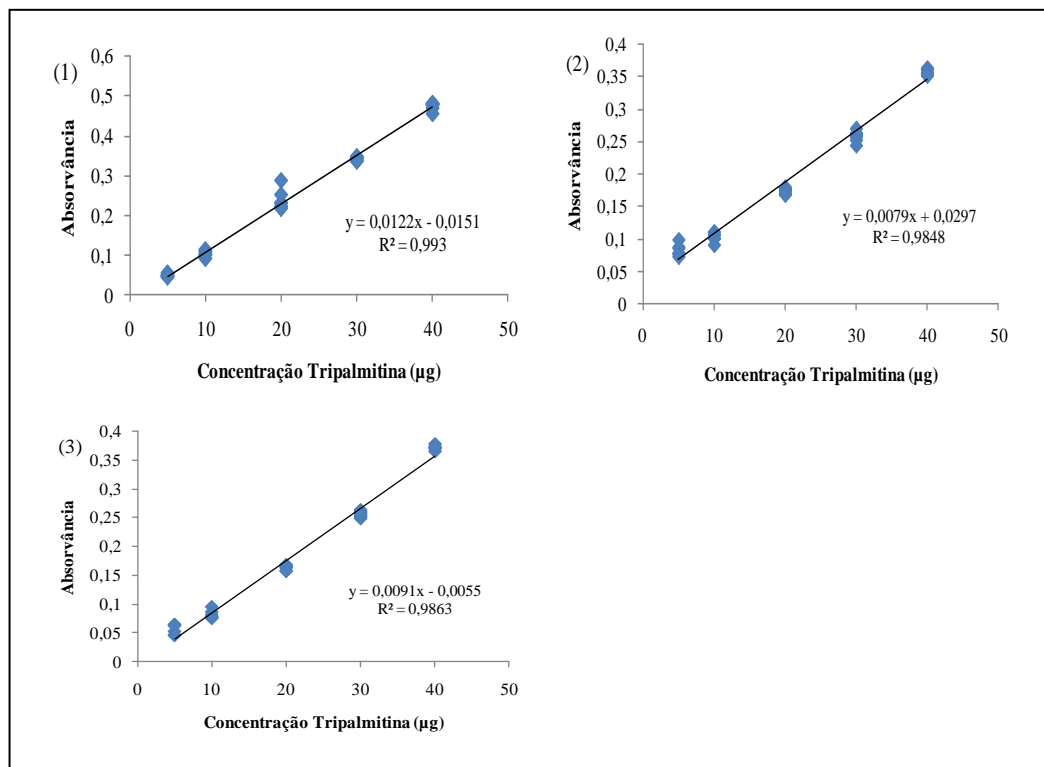 (1)
0,6
0,5
0,4
0,3
0,2
0,1
0
Absorvância
y = 0,0122x - 0,0151
R² = 0,993
0 10 20 30 40 50
Concentração Tripalmitina (µg)
(2)
0,4
0,35
0,3
0,25
0,2
0,15
0,1
0,05
0
Absorvância
y = 0,0079x + 0,0297
R² = 0,9848
0 10 20 30 40 50
Concentração Tripalmitina (µg)
(3)
0,4
0,35
0,3
0,25
0,2
0,15
0,1
0,05
0
Absorvância
y = 0,0091x - 0,0055
R² = 0,9863
0 10 20 30 40 50
Concentração Tripalmitina (µg)